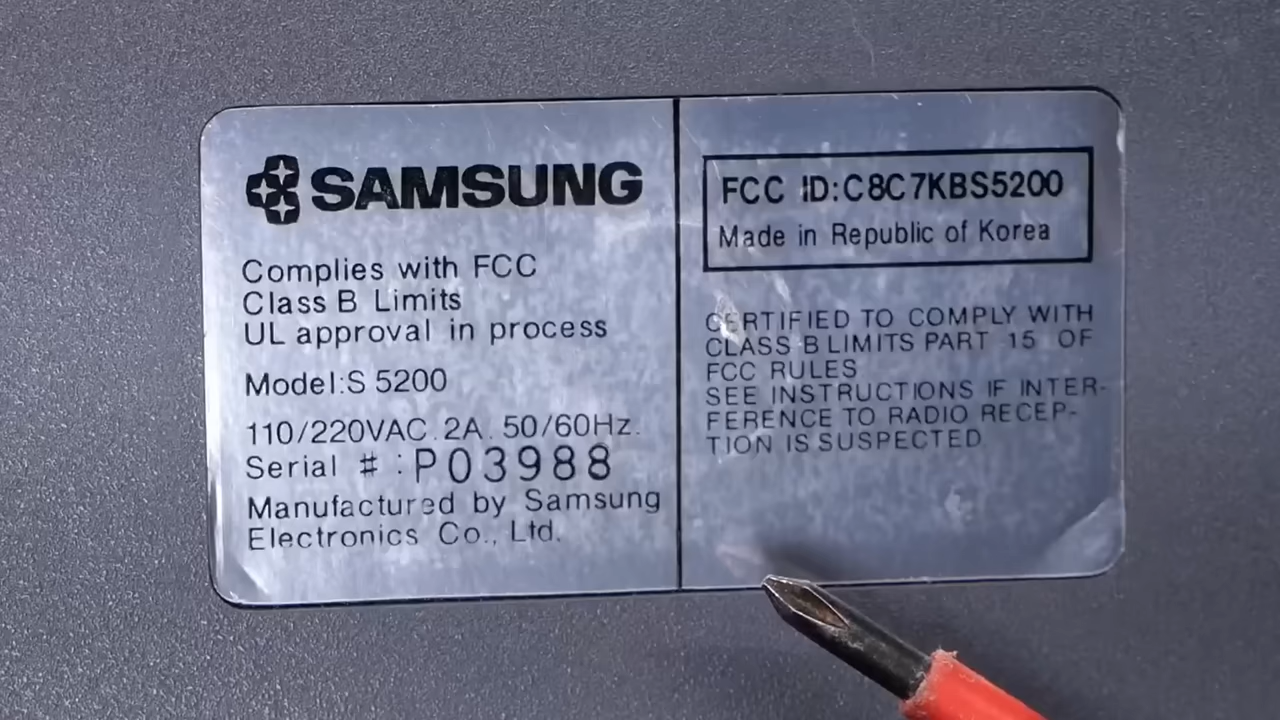 SAMSUNG
Complies with FCC
Class B Limits
UL approval in process
Model:S 5200
110/220VAC. 2A. 50/60Hz.
Serial # :P03988
Manufactured by Samsung
Electronics Co., Ltd.
FCC ID:C8C7KBS5200
Made in Republic of Korea
CERTIFIED TO COMPLY WITH
CLASS B LIMITS PART 15 OF
FCC RULES
SEE INSTRUCTIONS IF INTER-
FERENCE TO RADIO RECEP-
TION IS SUSPECTED